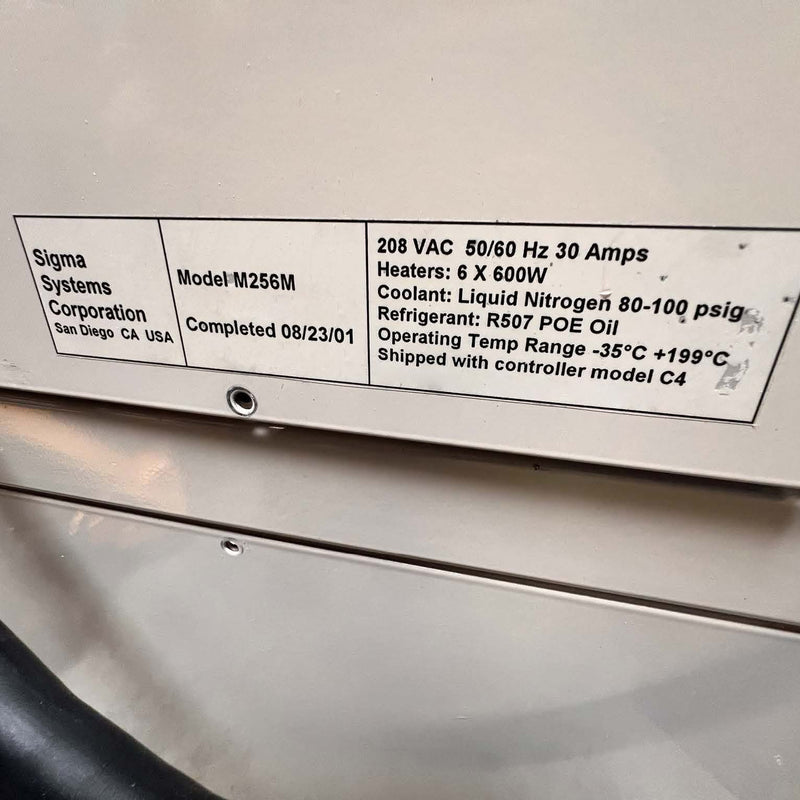 Sigma
Systems
Corporation
San Diego CA USA
Model M256M
Completed 08/23/01
208 VAC 50/60 Hz 30 Amps
Heaters: 6 X 600W
Coolant: Liquid Nitrogen 80-100 psig
Refrigerant: R507 POE Oil
Operating Temp Range -35°C +199°C
Shipped with controller model C4